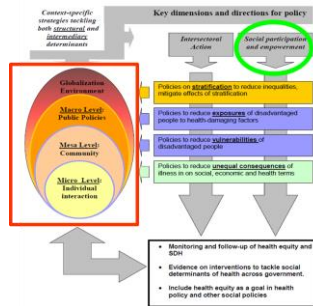 Context-specific
strategies tackling
both structural and
intermediary
determinants
Key dimensions and directions for policy
Intersectoral
Action
Social participation
and empowerment
Globalization
Environment
Macro Level:
Public Policies
Mesa Level:
Community
Micro Level:
Individual
interaction
Policies on stratification to reduce inequalities,
mitigate effects of stratification
Policies to reduce exposures of disadvantaged
people to health-damaging factors
Policies to reduce vulnerabilities of
disadvantaged people
Policies to reduce unequal consequences of
illness in on social, economic and health terms
• Monitoring and follow-up of health equity and
SDH
• Evidence on interventions to tackle social
determinants of health across government.
• Include health equity as a goal in health
policy and other social policies